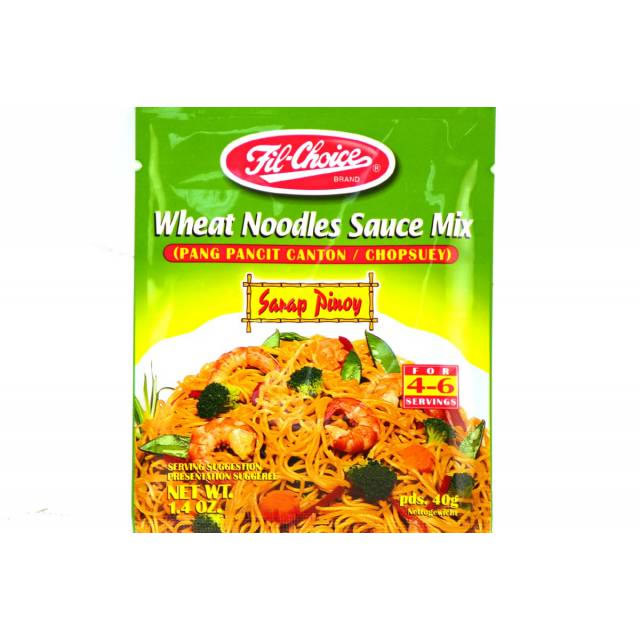 Fil-Choice®
BRAND
Wheat Noodles Sauce Mix
(PANG PANCIT CANTON / CHOPSUEY)
Sarap Pinoy
FOR
4-6
SERVINGS
SERVING SUGGESTION
PRESENTATION SUGGEREE
NET WT.
1.4 OZ.
pds. 40g
Nettogewicht